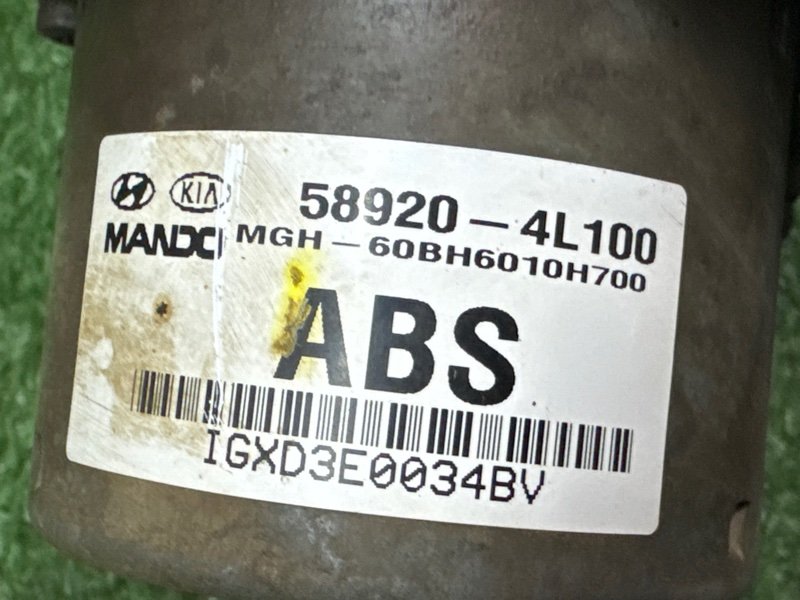 KIA 58920-4L100
MANDO MGH-60BH6010H700
ABS
IGXD3E0034BV